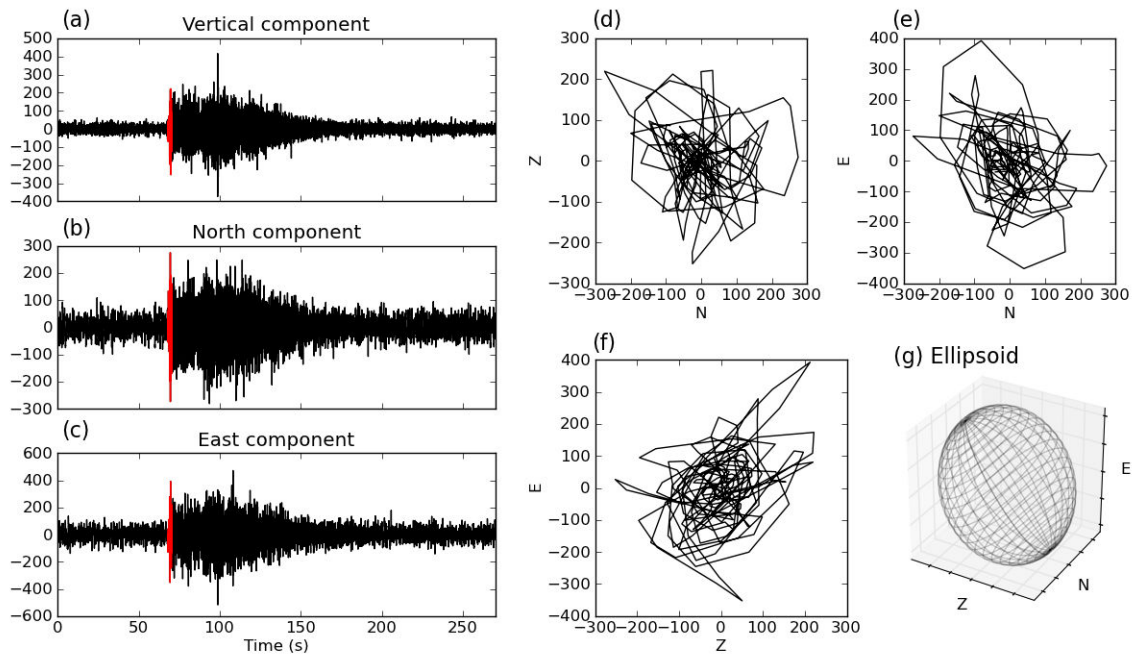 (a)
Vertical component
500
400
300
200
100
0
−100
−200
−300
−400
(b)
North component
300
200
100
0
−100
−200
−300
(c)
East component
600
400
200
0
−200
−400
−600
0 50 100 150 200 250
Time (s)
(d)
300
200
100
0
−100
−200
−300
Z
−300−200−100 0 100 200 300
N
(e)
400
300
200
100
0
−100
−200
−300
−400
E
−300−200−100 0 100 200 300
N
(f)
400
300
200
100
0
−100
−200
−300
−400
E
−300−200−100 0 100 200 300
Z
(g) Ellipsoid
E
N
Z